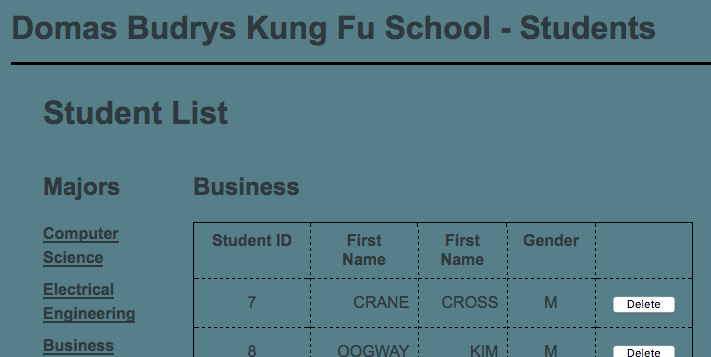 Domas Budrys Kung Fu School - Students
Student List
Majors
Computer
Science
Electrical
Engineering
Business
Business
Student ID First Name First Name Gender
7 CRANE CROSS M Delete
8 OOGWAY KIM M Delete